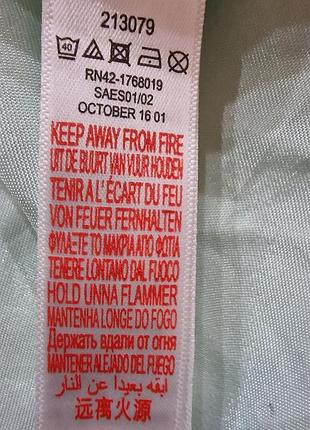 213079
40
RN42-1768019
SAES01/02
OCTOBER 16 01
KEEP AWAY FROM FIRE
UIT DE BUURT VAN VUUR HOUDEN
TENIR A L' ÉCART DU FEU
VON FEUER FERNHALTEN
ΦΥΛΑΞΤΕ ΤΟ ΜΑΚΡΙΑ ΑΠΟ ΦΩΤΙΑ
TENERE LONTANO DAL FUOCO
HOLD UNNA FLAMMER
MANTENHA LONGE DO FOGO
Держать вдали от огня
MANTENER ALEJADO DEL FUEGO
ابقه بعيدا عن النار
远离火源